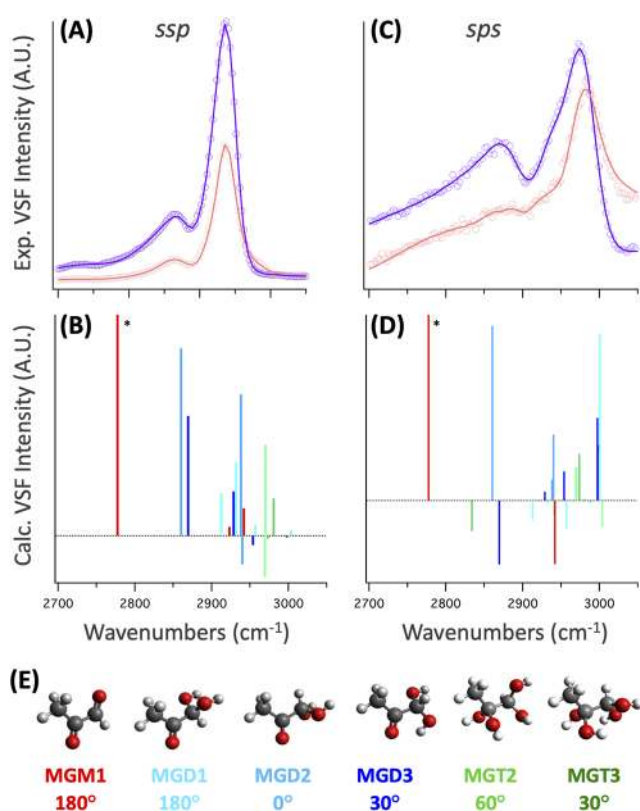 (A) ssp
(C) sps
Exp. VSF Intensity (A.U.)
(B) *
(D) *
Calc. VSF Intensity (A.U.)
2700 2800 2900 3000
2700 2800 2900 3000
Wavenumbers (cm-1)
Wavenumbers (cm-1)
(E)
MGM1 MGD1 MGD2 MGD3 MGT2 MGT3
180° 180° 0° 30° 60° 30°